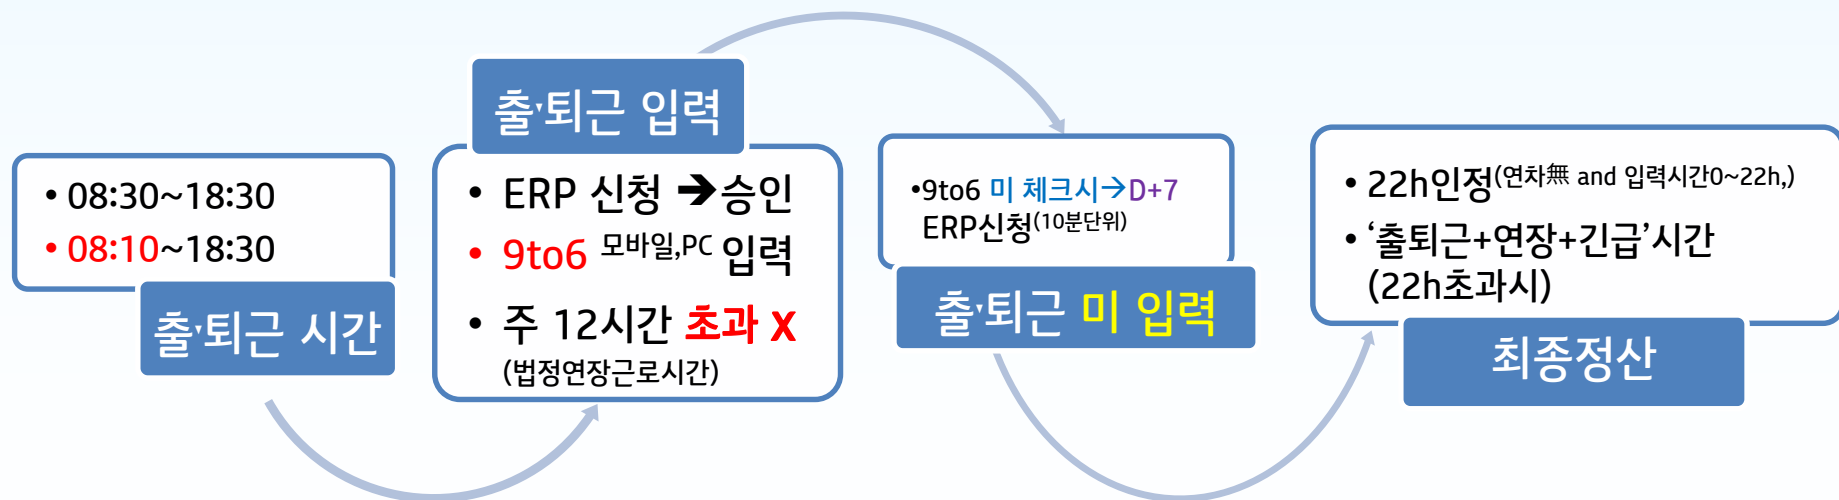 • 08:30~18:30
• 08:10~18:30
출·퇴근 시간
출·퇴근 입력
• ERP 신청 ➔승인
• 9to6 모바일,PC 입력
• 주 12시간 초과 X
(법정연장근로시간)
•9to6 미 체크시→D+7
ERP신청(10분단위)
출·퇴근 미 입력
• 22h인정(연차無 and 입력시간0~22h,)
• ‘출퇴근+연장+긴급’시간
(22h초과시)
최종정산